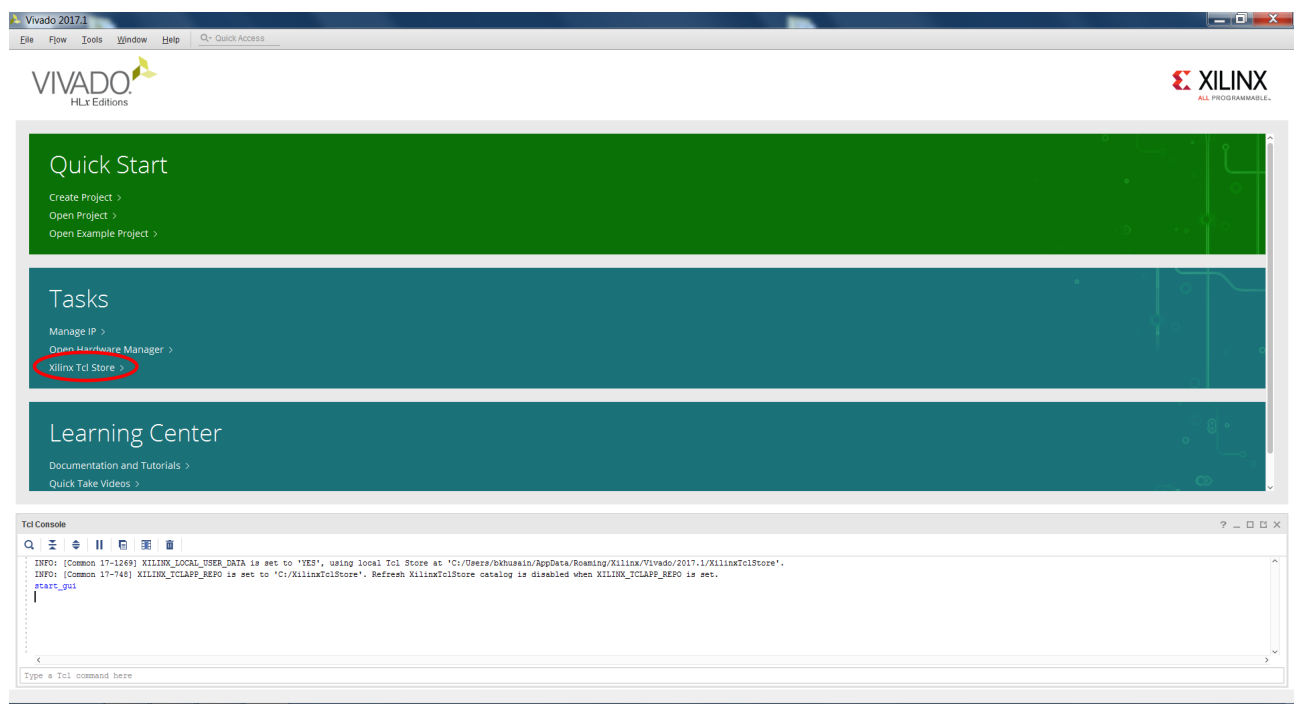 Vivado 2017.1
File Flow Tools Window Help Quick Access
VIVADO.
HLx Editions
XILINX
ALL PROGRAMMABLE.
Quick Start
Create Project >
Open Project >
Open Example Project >
Tasks
Manage IP >
Open Hardware Manager >
Xilinx Tcl Store >
Learning Center
Documentation and Tutorials >
Quick Take Videos >
Tcl Console
INFO: [Common 17-1269] XILINX_LOCAL_USER_DATA is set to 'YES', using local Tcl Store at 'C:/Users/bkhusain/AppData/Roaming/Xilinx/Vivado/2017.1/XilinxTclStore'.
INFO: [Common 17-748] XILINX_TCLAPP_REPO is set to 'C:/XilinxTclStore'. Refresh XilinxTclStore catalog is disabled when XILINX_TCLAPP_REPO is set.
start_gui
Type a Tcl command here